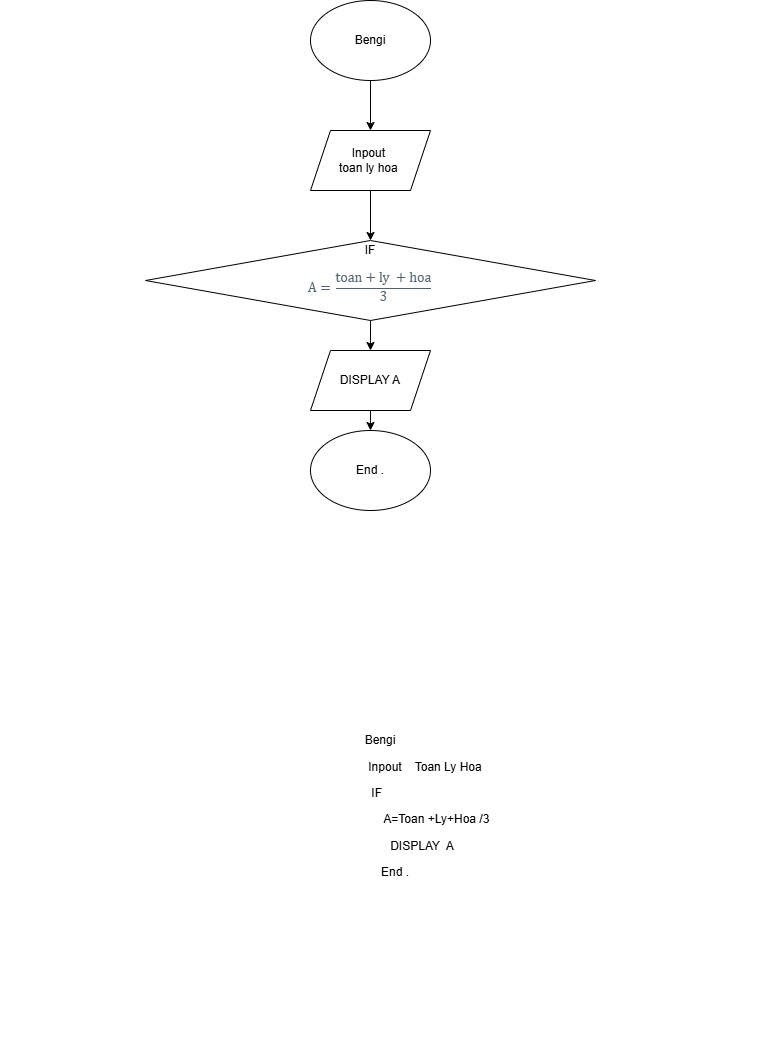 Bengi
Inpout
toan ly hoa
IF
A = toan + ly + hoa / 3
DISPLAY A
End .
Bengi
Inpout Toan Ly Hoa
IF
A=Toan +Ly+Hoa /3
DISPLAY A
End .